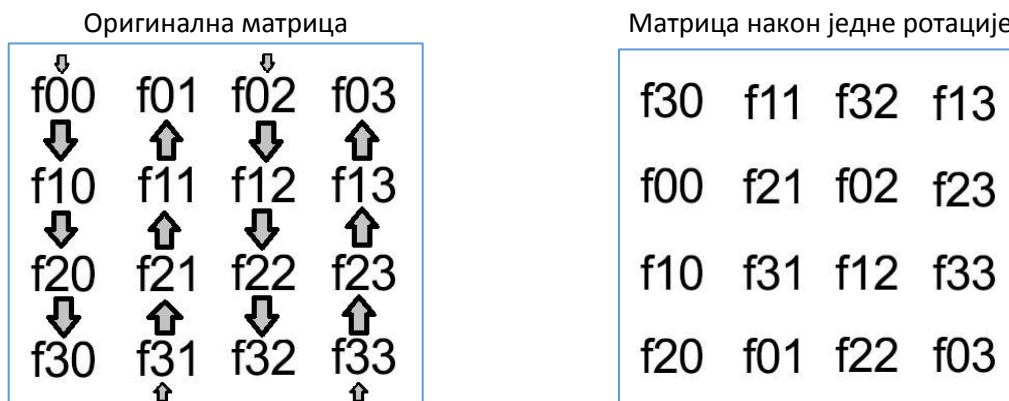 Оригинална матрица
f00 f01 f02 f03
f10 f11 f12 f13
f20 f21 f22 f23
f30 f31 f32 f33
Матрица након једне ротације
f30 f11 f32 f13
f00 f21 f02 f23
f10 f31 f12 f33
f20 f01 f22 f03